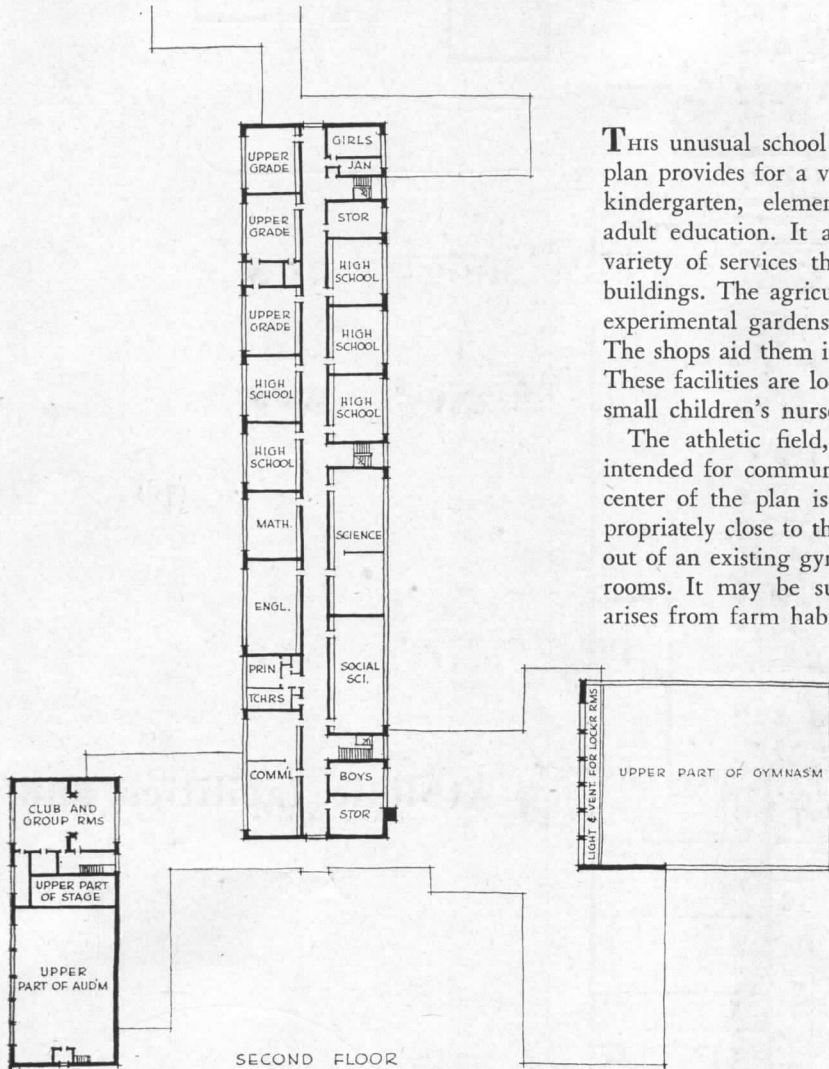 UPPER
GRADE
UPPER
GRADE
UPPER
GRADE
HIGH
SCHOOL
HIGH
SCHOOL
MATH.
ENGL.
PRIN
TCHRS
COMM'L
GIRLS
JAN
STOR
HIGH
SCHOOL
HIGH
SCHOOL
HIGH
SCHOOL
SCIENCE
SOCIAL
SCI.
BOYS
STOR
THIS unusual school
plan provides for a v
kindergarten, elemen
adult education. It a
variety of services th
buildings. The agricu
experimental gardens
The shops aid them i
These facilities are lo
small children's nurse
The athletic field,
intended for commun
center of the plan is
propriately close to th
out of an existing gyr
rooms. It may be su
arises from farm hab
CLUB AND
GROUP RMS
UPPER PART
OF STAGE
UPPER
PART OF AUD'M
LIGHT & VENT FOR LOCK'R RMS
UPPER PART OF GYMNAS'M
SECOND FLOOR